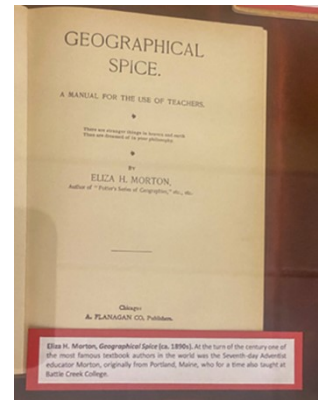 GEOGRAPHICAL
SPICE.
A MANUAL FOR THE USE OF TEACHERS.
There are stranger things in heaven and earth
Than are dreamed of in your philosophy.
BY
ELIZA H. MORTON,
Author of "Potter's Series of Geographies," etc., etc.
Chicago:
A. FLANAGAN CO, Publishers.
Eliza H. Morton, Geographical Spice (ca. 1890s). At the turn of the century one of
the most famous textbook authors in the world was the Seventh-day Adventist
educator Morton, originally from Portland, Maine, who for a time also taught at
Battle Creek College.